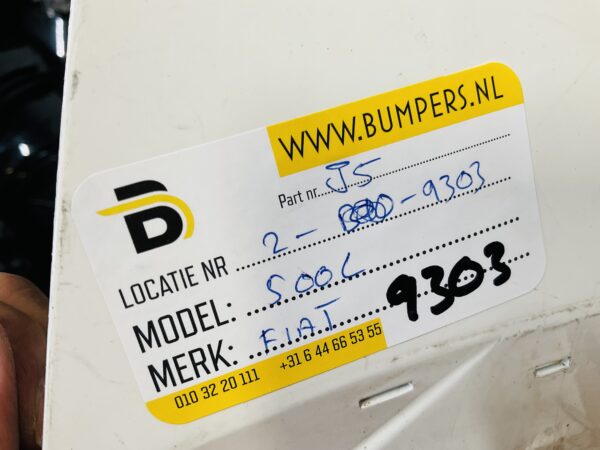 WWW.BUMPERS.NL
Part nr. J5
LOCATIE NR 2 - - 9303
MODEL: 500L
MERK: FIAT
9303
010 32 20 111 +31 6 44 66 53 55